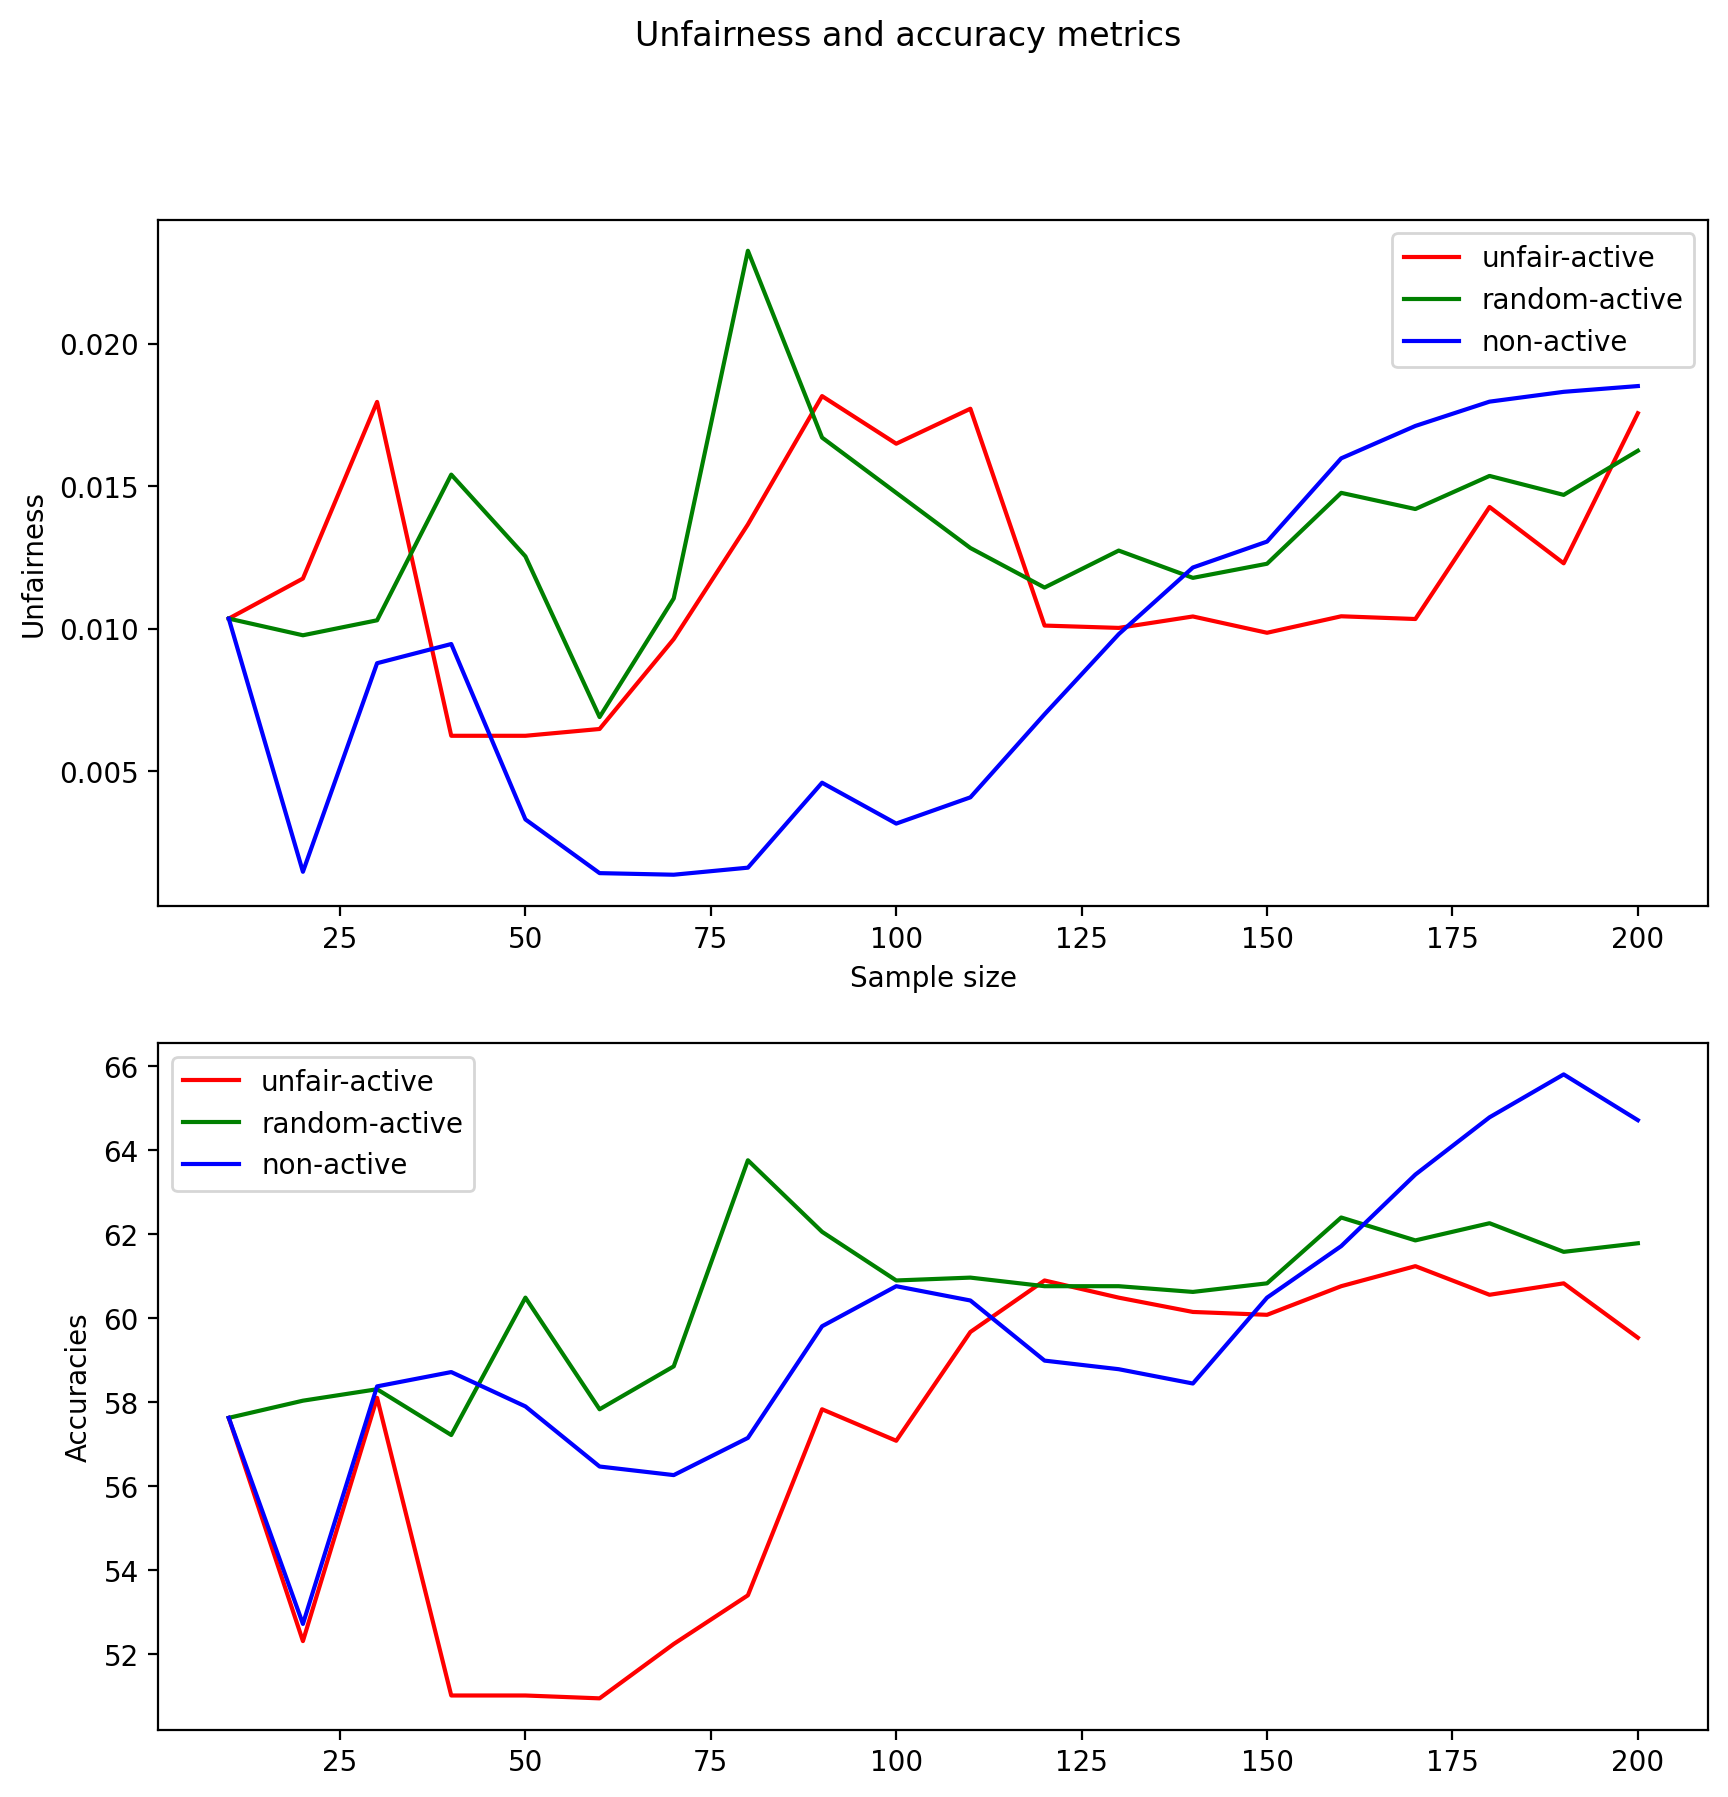 Unfairness and accuracy metrics
unfair-active
random-active
non-active
0.020
0.015
0.010
0.005
Unfairness
25 50 75 100 125 150 175 200
Sample size
66
64
62
60
58
56
54
52
Accuracies
unfair-active
random-active
non-active
25 50 75 100 125 150 175 200